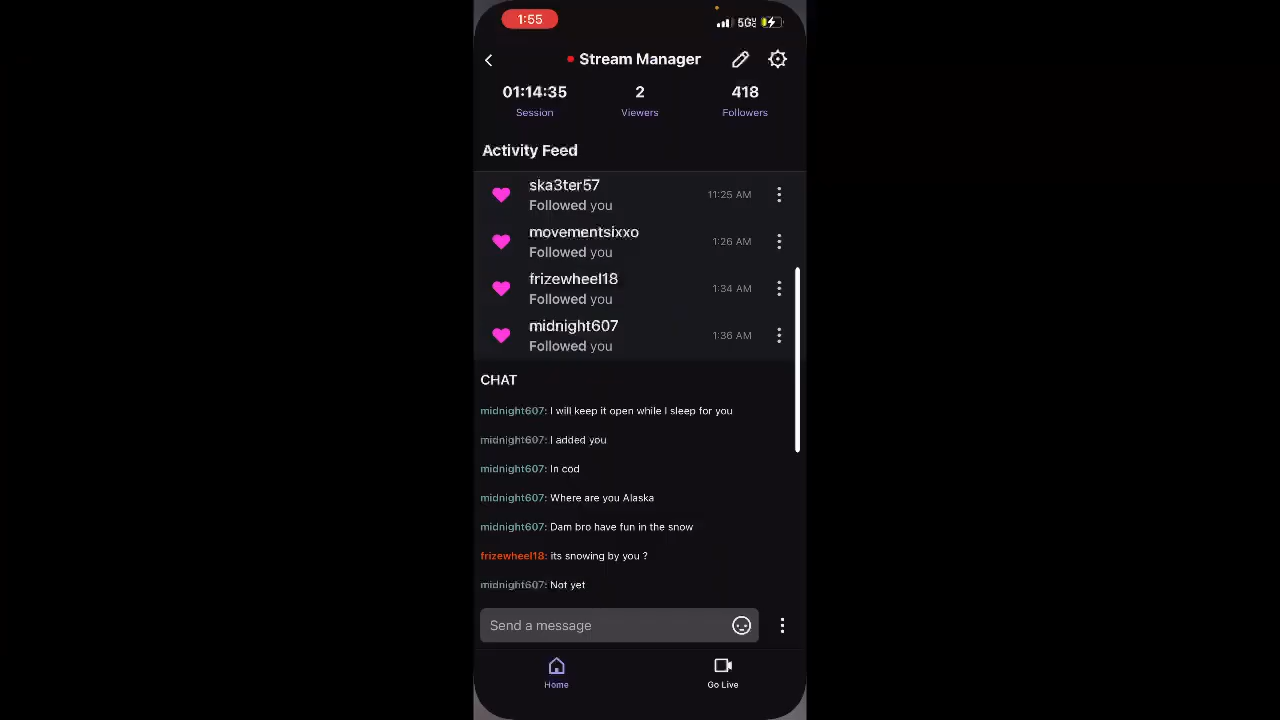 1:55
5G
Stream Manager
01:14:35 2 418
Session Viewers Followers
Activity Feed
ska3ter57
Followed you 11:25 AM
movementsixxo
Followed you 1:26 AM
frizewheel18
Followed you 1:34 AM
midnight607
Followed you 1:36 AM
CHAT
midnight607: I will keep it open while I sleep for you
midnight607: I added you
midnight607: In cod
midnight607: Where are you Alaska
midnight607: Dam bro have fun in the snow
frizewheel18: its snowing by you ?
midnight607: Not yet
Send a message
Home Go Live